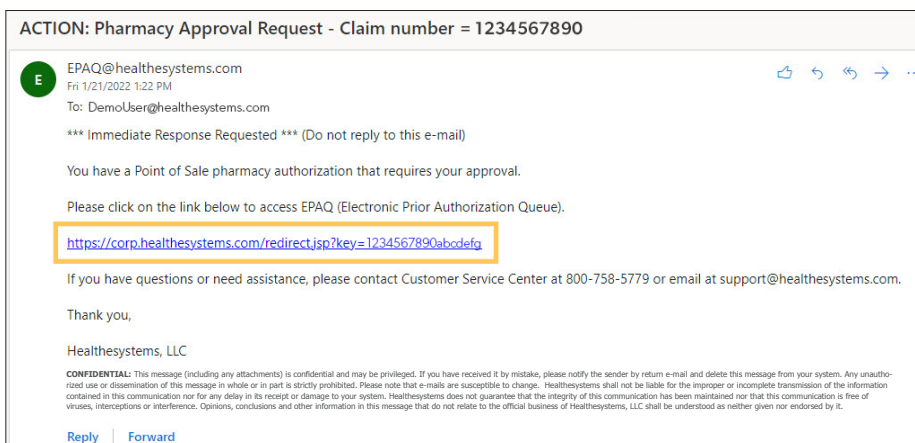 ACTION: Pharmacy Approval Request - Claim number = 1234567890
E
EPAQ@healthesystems.com
Fri 1/21/2022 1:22 PM
To: DemoUser@healthesystems.com
*** Immediate Response Requested *** (Do not reply to this e-mail)
You have a Point of Sale pharmacy authorization that requires your approval.
Please click on the link below to access EPAQ (Electronic Prior Authorization Queue).
https://corp.healthesystems.com/redirect.jsp?key=1234567890abcdefg
If you have questions or need assistance, please contact Customer Service Center at 800-758-5779 or email at support@healthesystems.com.
Thank you,
Healthesystems, LLC
CONFIDENTIAL: This message (including any attachments) is confidential and may be privileged. If you have received it by mistake, please notify the sender by return e-mail and delete this message from your system. Any unautho-
rized use or dissemination of this message in whole or in part is strictly prohibited. Please note that e-mails are susceptible to change. Healthesystems shall not be liable for the improper or incomplete transmission of the information
contained in this communication nor for any delay in its receipt or damage to your system. Healthesystems does not guarantee that the integrity of this communication has been maintained nor that this communication is free of
viruses, interceptions or interference. Opinions, conclusions and other information in this message that do not relate to the official business of Healthesystems, LLC shall be understood as neither given nor endorsed by it.
Reply | Forward